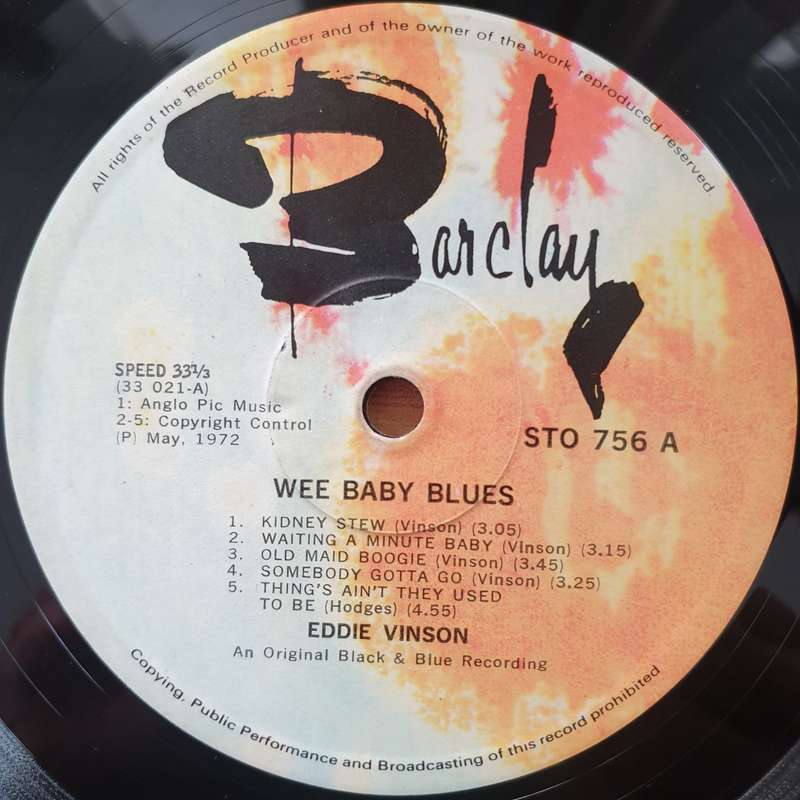 All rights of the Record Producer and of the owner of the work reproduced reserved.
Barclay
SPEED 33⅓
(33 021-A)
1: Anglo Pic Music
2-5: Copyright Control
(P) May, 1972
STO 756 A
WEE BABY BLUES
1. KIDNEY STEW (Vinson) (3.05)
2. WAITING A MINUTE BABY (Vinson) (3.15)
3. OLD MAID BOOGIE (Vinson) (3.45)
4. SOMEBODY GOTTA GO (Vinson) (3.25)
5. THING'S AIN'T THEY USED
TO BE (Hodges) (4.55)
EDDIE VINSON
An Original Black & Blue Recording
Copying, Public Performance and Broadcasting of this record prohibited